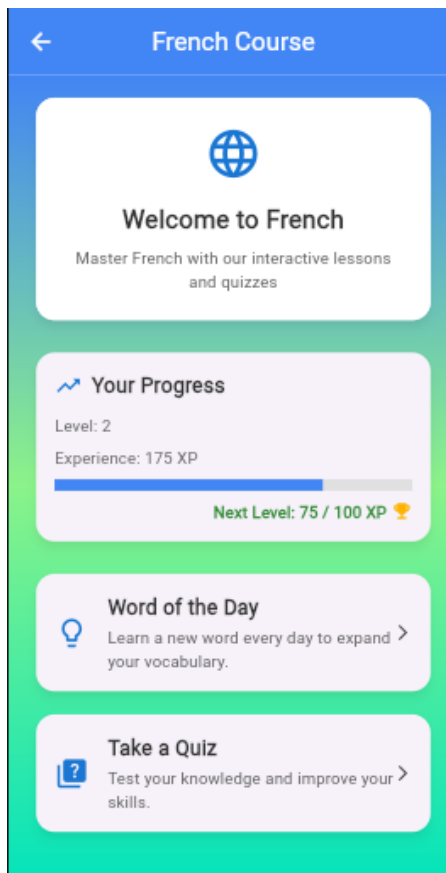 French Course
Welcome to French
Master French with our interactive lessons
and quizzes
Your Progress
Level: 2
Experience: 175 XP
Next Level: 75 / 100 XP 🏆
Word of the Day
Learn a new word every day to expand
your vocabulary.
Take a Quiz
Test your knowledge and improve your
skills.